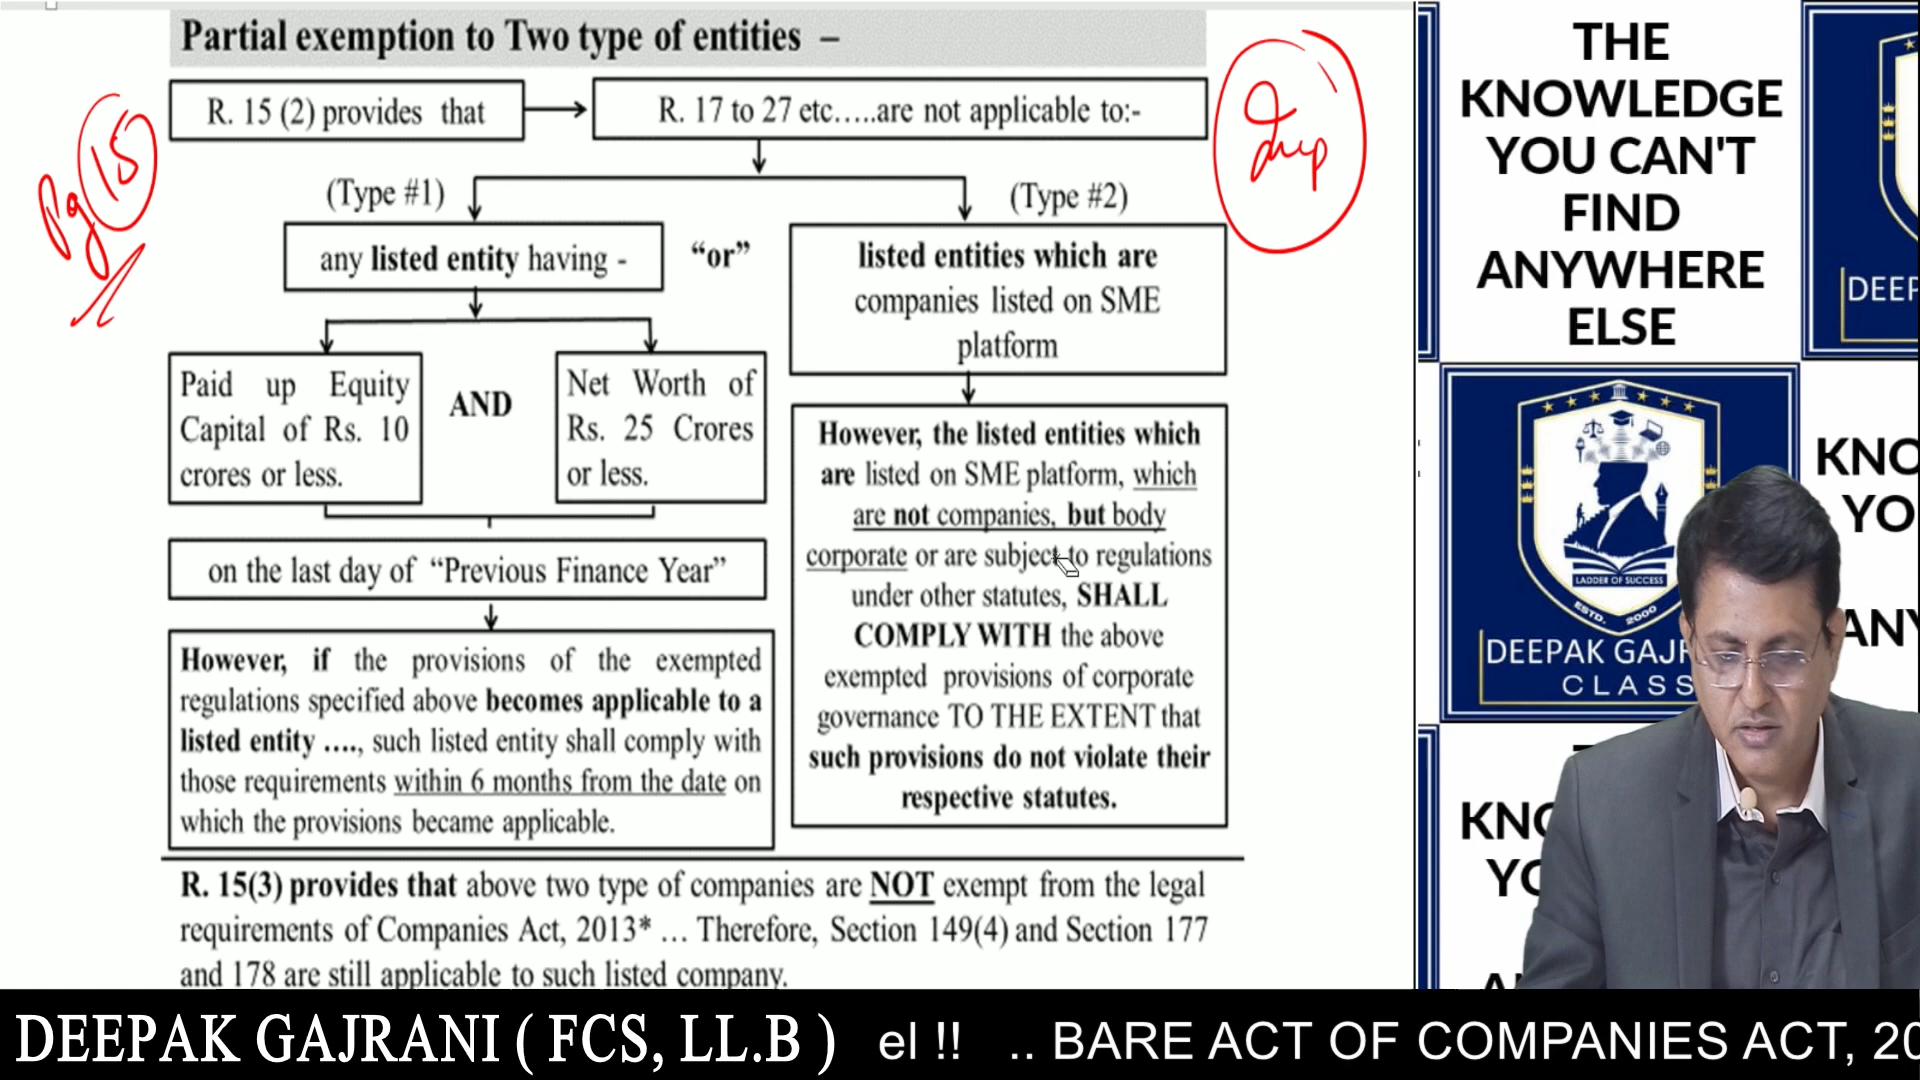 Partial exemption to Two type of entities –
R. 15 (2) provides that
R. 17 to 27 etc…..are not applicable to:-
Pg 15
(Type #1)
(Type #2)
any listed entity having -
“or”
listed entities which are
companies listed on SME
platform
Paid up Equity
Capital of Rs. 10
crores or less.
AND
Net Worth of
Rs. 25 Crores
or less.
on the last day of “Previous Finance Year”
However, if the provisions of the exempted
regulations specified above becomes applicable to a
listed entity …., such listed entity shall comply with
those requirements within 6 months from the date on
which the provisions became applicable.
However, the listed entities which
are listed on SME platform, which
are not companies, but body
corporate or are subject to regulations
under other statutes, SHALL
COMPLY WITH the above
exempted provisions of corporate
governance TO THE EXTENT that
such provisions do not violate their
respective statutes.
R. 15(3) provides that above two type of companies are NOT exempt from the legal
requirements of Companies Act, 2013* … Therefore, Section 149(4) and Section 177
and 178 are still applicable to such listed company.
THE
KNOWLEDGE
YOU CAN'T
FIND
ANYWHERE
ELSE
DEEP
LADDER OF SUCCESS
ESTD. 2000
DEEPAK GAJR
CLASS
KNO
YO
ANY
KNO
YO
DEEPAK GAJRANI ( FCS, LL.B )
el !! .. BARE ACT OF COMPANIES ACT, 20